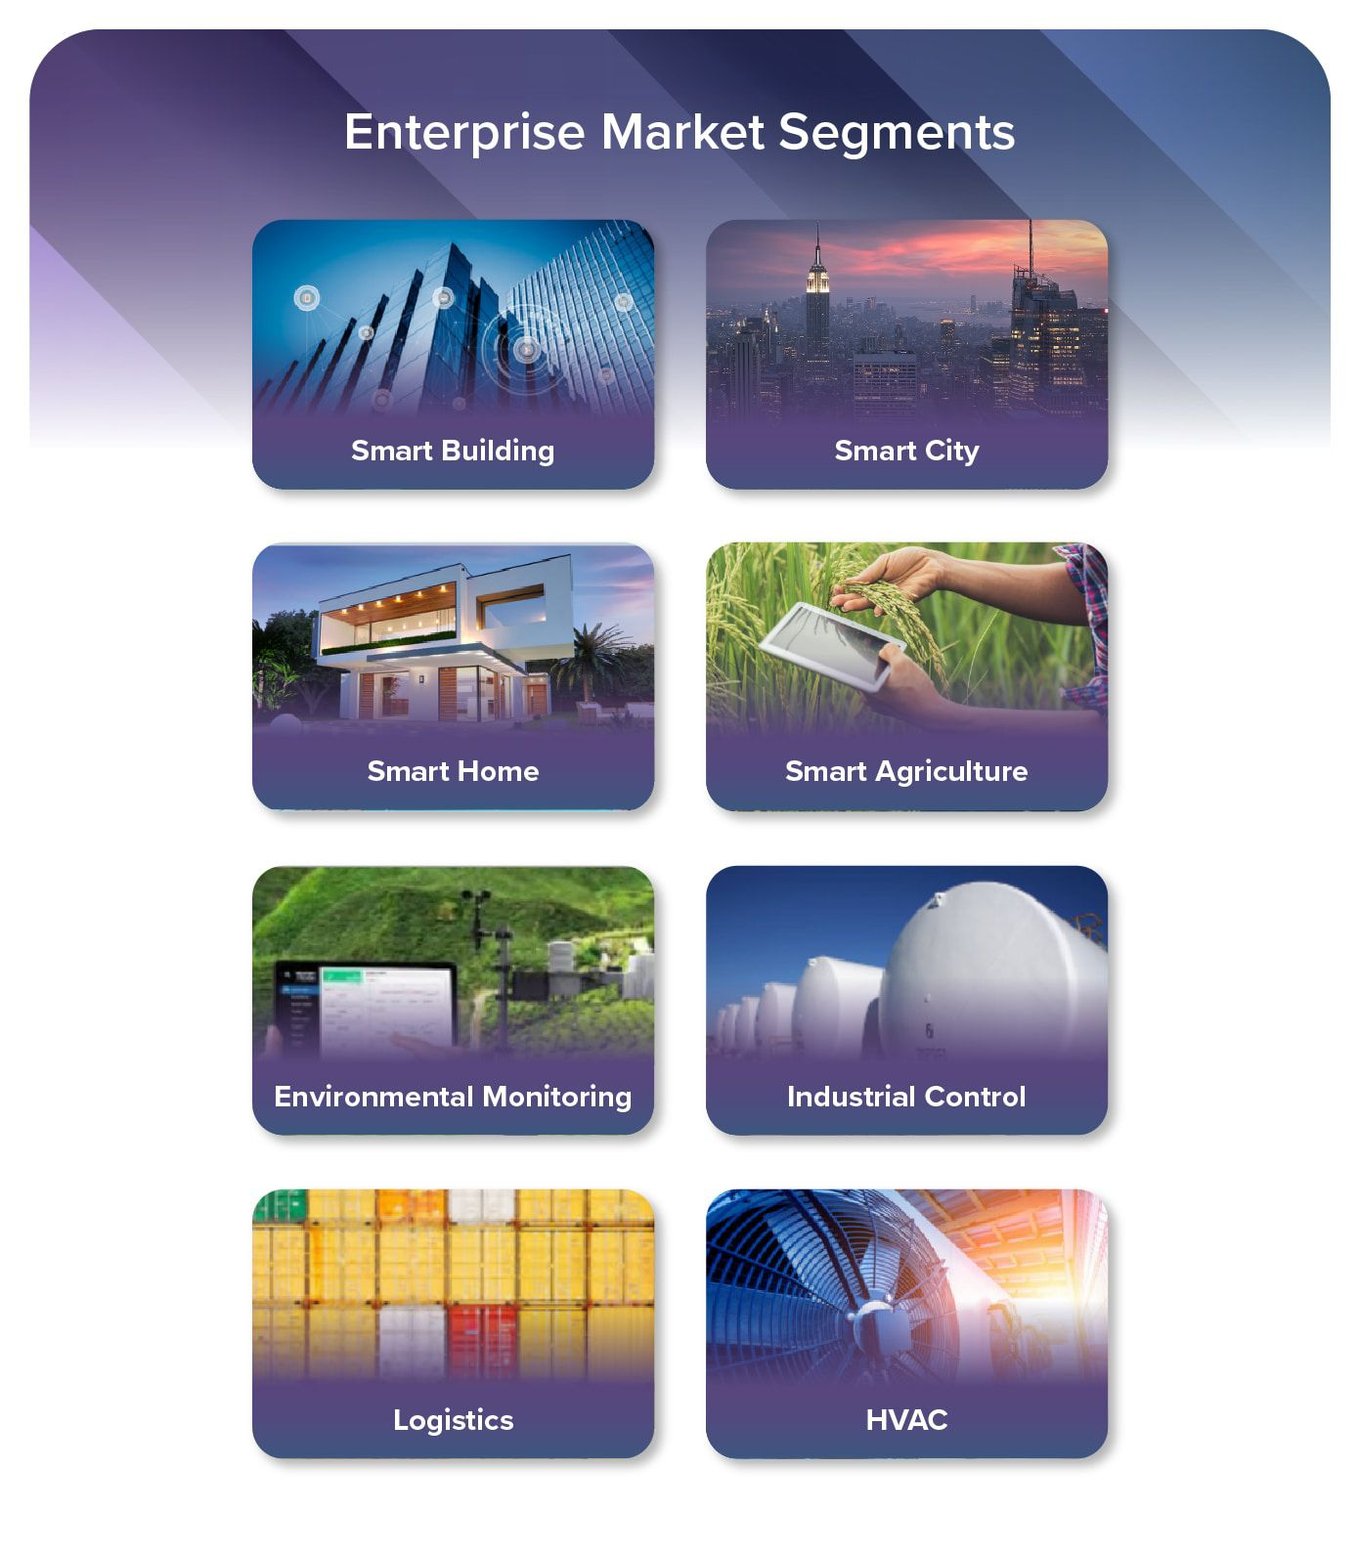 Enterprise Market Segments
Smart Building
Smart City
Smart Home
Smart Agriculture
Environmental Monitoring
Industrial Control
Logistics
HVAC